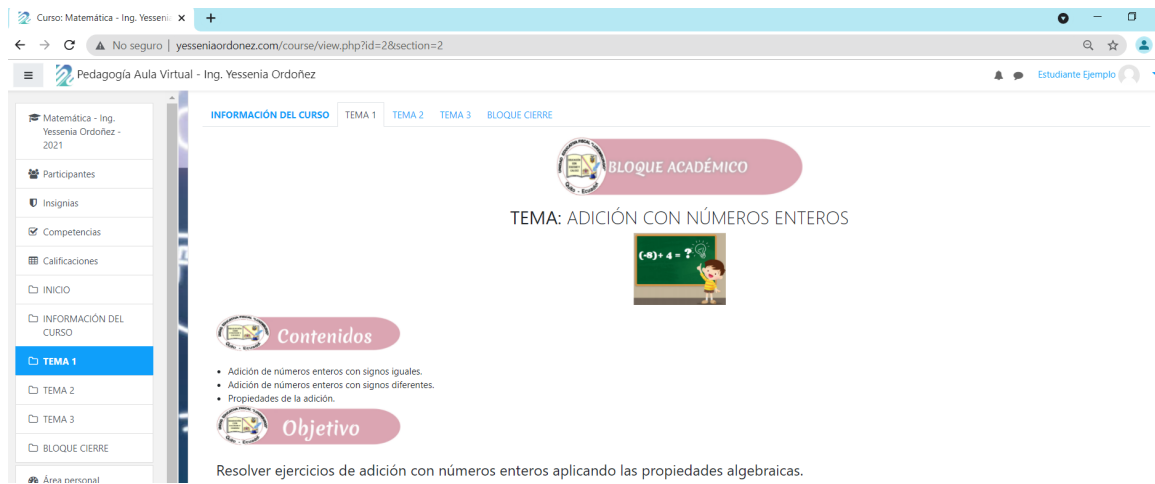 Curso: Matemática - Ing. Yesseni
No seguro
yesseniaordonez.com/course/view.php?id=2&section=2
Pedagogía Aula Virtual - Ing. Yessenia Ordoñez
Estudiante Ejemplo
Matemática - Ing.
Yessenia Ordoñez -
2021
Participantes
Insignias
Competencias
Calificaciones
INICIO
INFORMACIÓN DEL
CURSO
TEMA 1
TEMA 2
TEMA 3
BLOQUE CIERRE
Área personal
INFORMACIÓN DEL CURSO
TEMA 1
TEMA 2
TEMA 3
BLOQUE CIERRE
BLOQUE ACADÉMICO
TEMA: ADICIÓN CON NÚMEROS ENTEROS
(-8)+ 4 = ?
Contenidos
Adición de números enteros con signos iguales.
Adición de números enteros con signos diferentes.
Propiedades de la adición.
Objetivo
Resolver ejercicios de adición con números enteros aplicando las propiedades algebraicas.